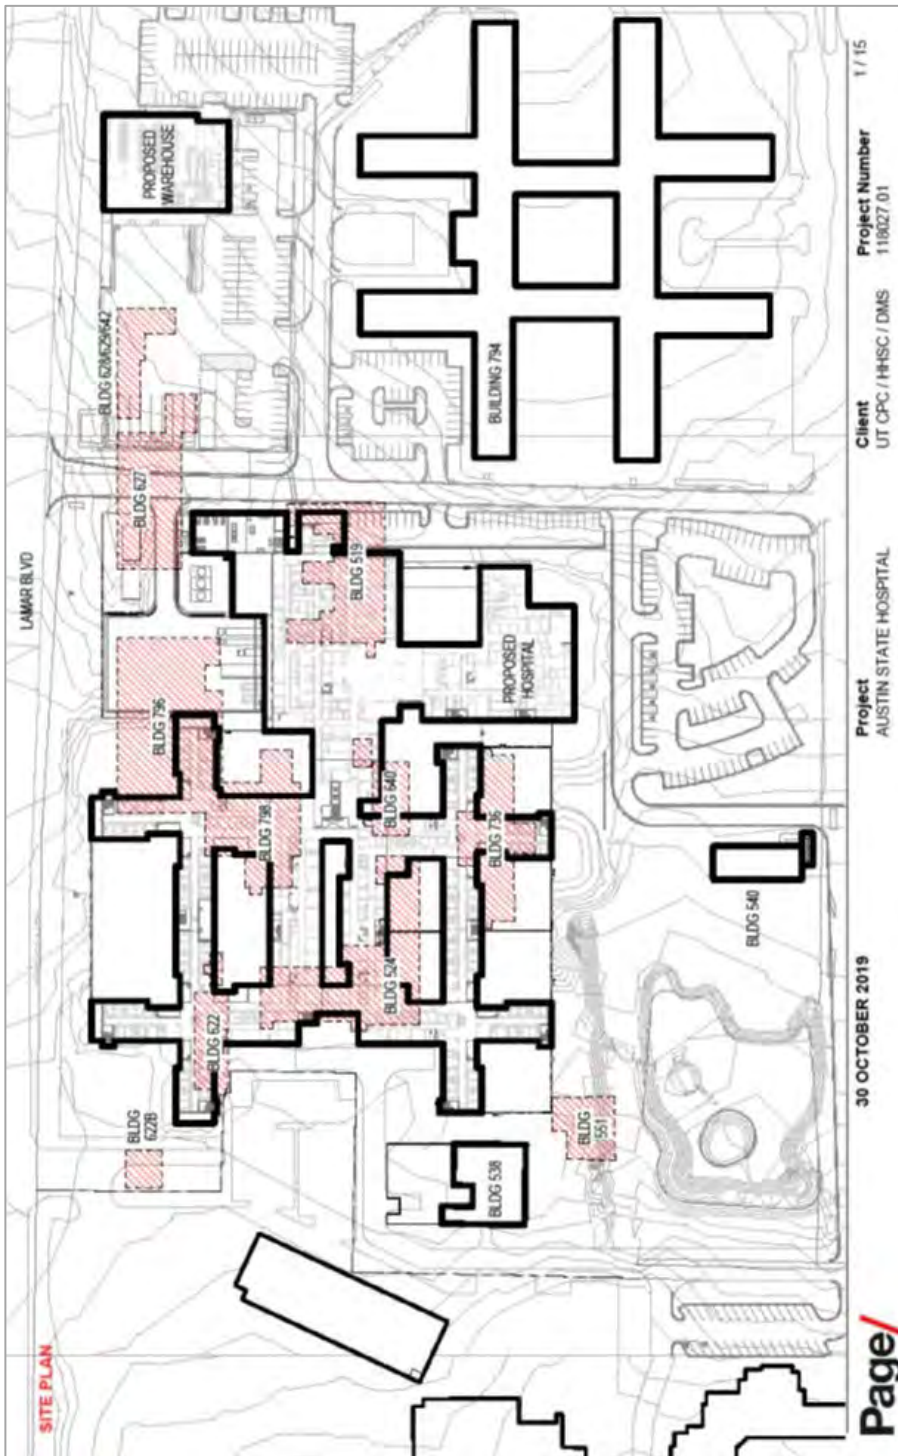 SITE PLAN
LAMAR BLVD
BLDG
622B
BLDG 622
BLDG 796
BLDG 798
BLDG 627
BLDG 628/629/642
PROPOSED
WAREHOUSE
BLDG 519
BLDG 524
BLDG 640
BLDG 736
PROPOSED
HOSPITAL
BUILDING 794
BLDG 538
BLDG
551
BLDG 540
Page/
30 OCTOBER 2019
Project
AUSTIN STATE HOSPITAL
Client
UT CPC / HHSC / DMS
Project Number
118027.01
1 / 15